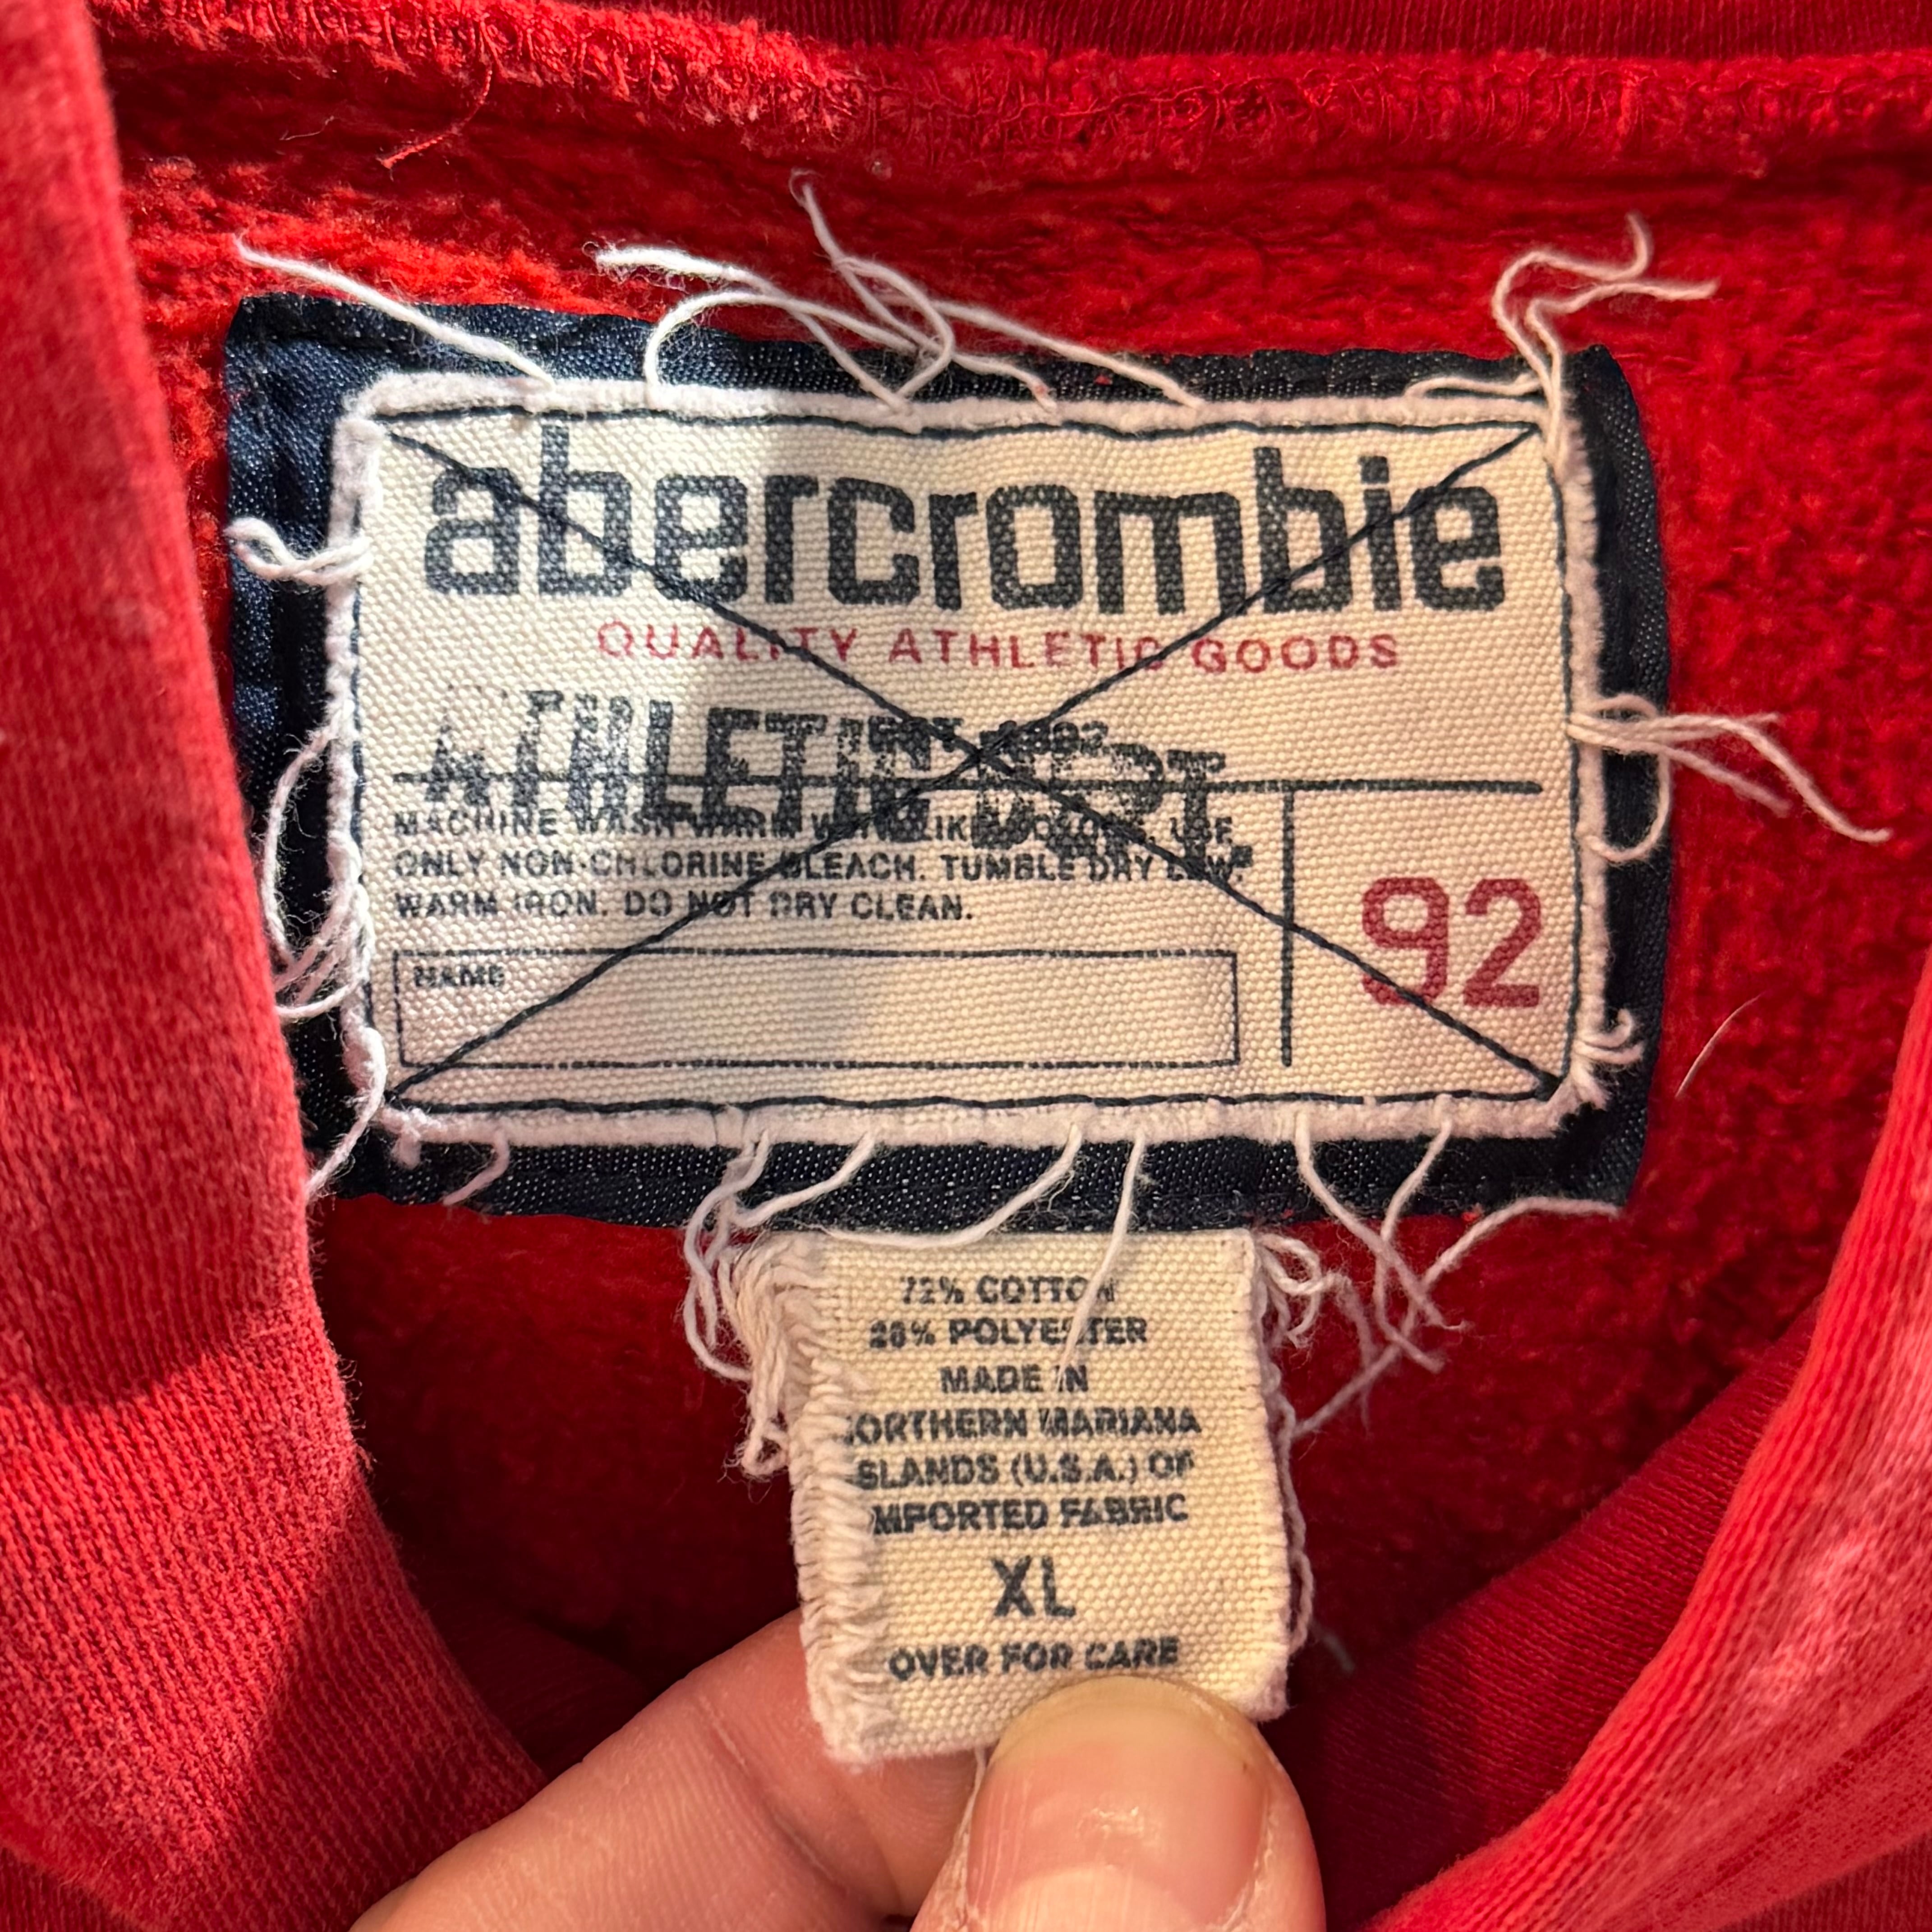 abercrombie
QUALITY ATHLETIC GOODS
ATHLETIC DEPT.
MACHINE WASH WARM WITH LIKE COLORS. USE
ONLY NON-CHLORINE BLEACH. TUMBLE DRY LOW.
WARM IRON. DO NOT DRY CLEAN.
92
NAME
72% COTTON
28% POLYESTER
MADE IN
NORTHERN MARIANA
ISLANDS (U.S.A.) OF
IMPORTED FABRIC
XL
OVER FOR CARE